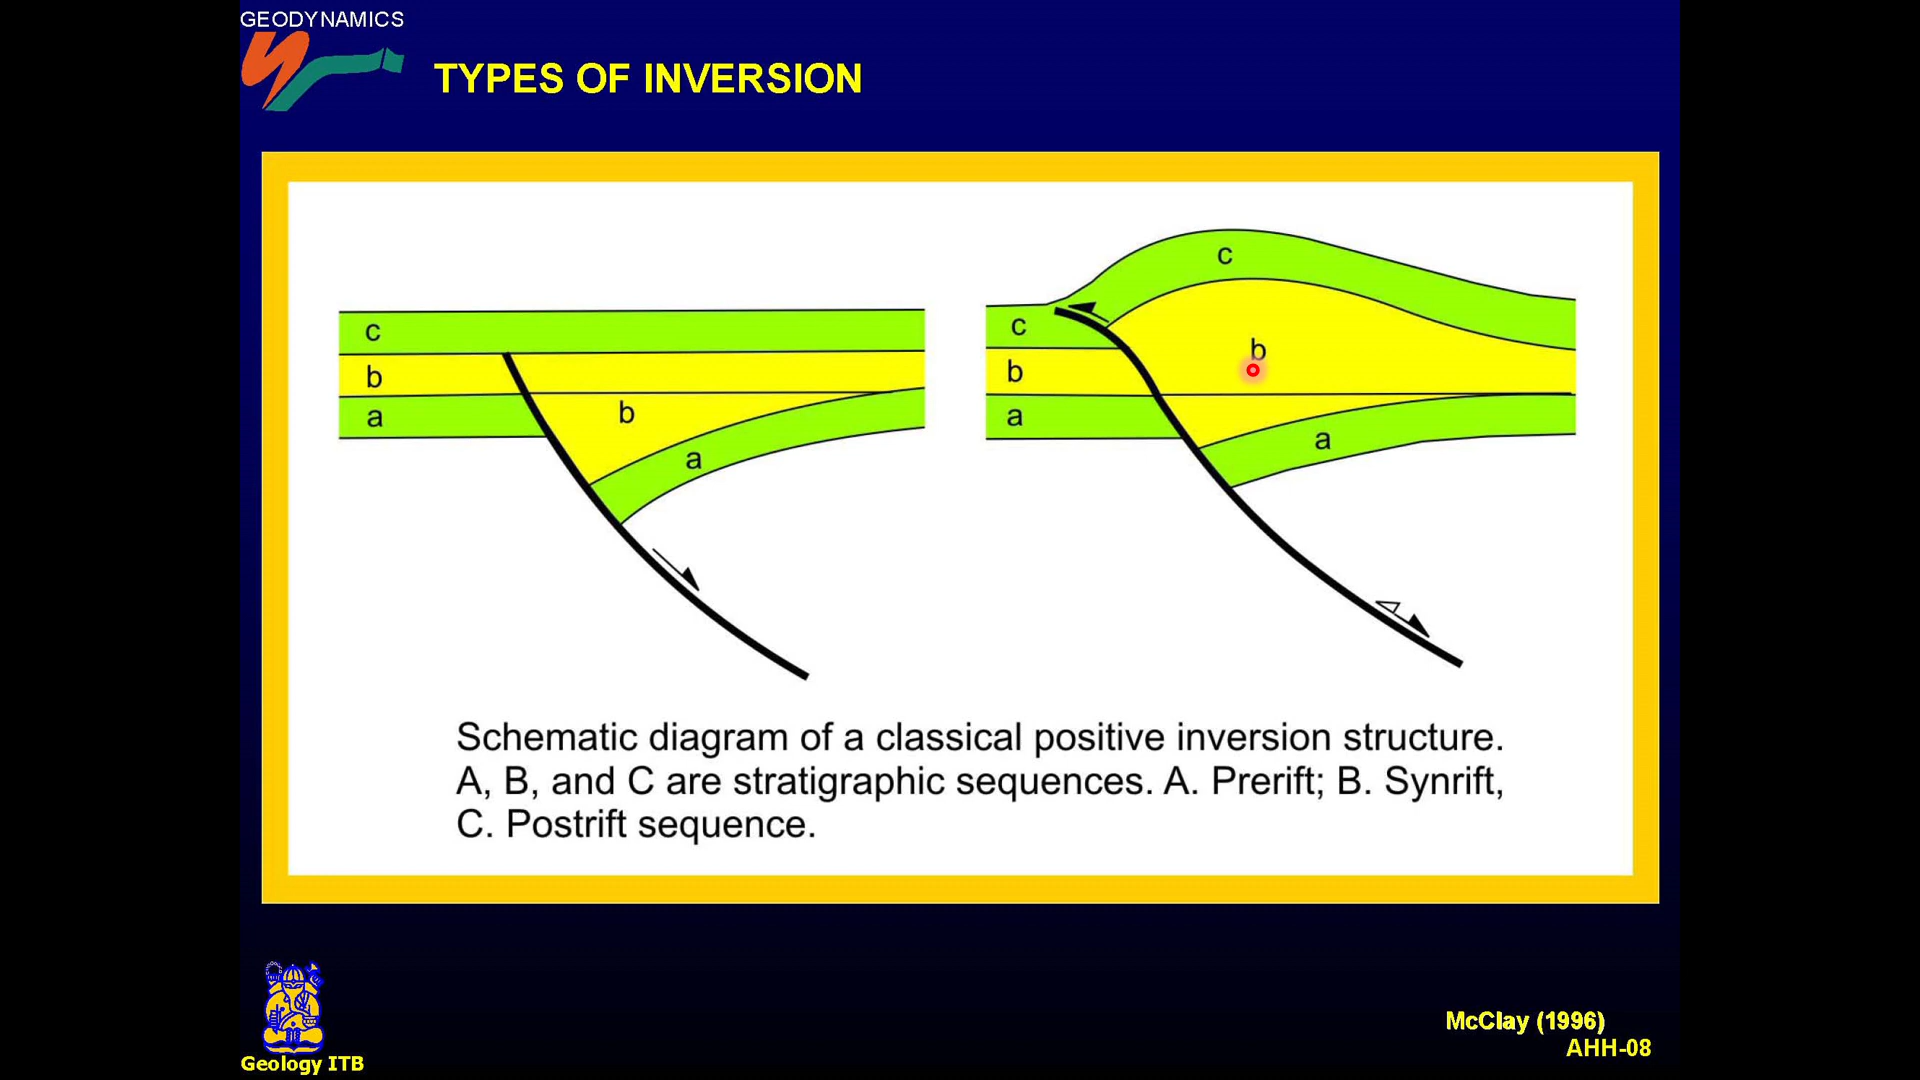 GEODYNAMICS
TYPES OF INVERSION
c
b
a
b
a
c
c
b
a
b
a
Schematic diagram of a classical positive inversion structure.
A, B, and C are stratigraphic sequences. A. Prerift; B. Synrift,
C. Postrift sequence.
McClay (1996)
AHH-08
Geology ITB